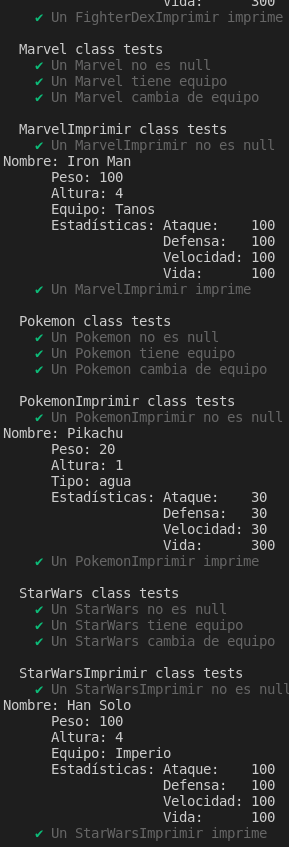 Vida: 300
✔ Un FighterDexImprimir imprime
Marvel class tests
✔ Un Marvel no es null
✔ Un Marvel tiene equipo
✔ Un Marvel cambia de equipo
MarvelImprimir class tests
✔ Un MarvelImprimir no es null
Nombre: Iron Man
Peso: 100
Altura: 4
Equipo: Tanos
Estadísticas: Ataque: 100
Defensa: 100
Velocidad: 100
Vida: 100
✔ Un MarvelImprimir imprime
Pokemon class tests
✔ Un Pokemon no es null
✔ Un Pokemon tiene equipo
✔ Un Pokemon cambia de equipo
PokemonImprimir class tests
✔ Un PokemonImprimir no es null
Nombre: Pikachu
Peso: 20
Altura: 1
Tipo: agua
Estadísticas: Ataque: 30
Defensa: 30
Velocidad: 30
Vida: 300
✔ Un PokemonImprimir imprime
StarWars class tests
✔ Un StarWars no es null
✔ Un StarWars tiene equipo
✔ Un StarWars cambia de equipo
StarWarsImprimir class tests
✔ Un StarWarsImprimir no es null
Nombre: Han Solo
Peso: 100
Altura: 4
Equipo: Imperio
Estadísticas: Ataque: 100
Defensa: 100
Velocidad: 100
Vida: 100
✔ Un StarWarsImprimir imprime